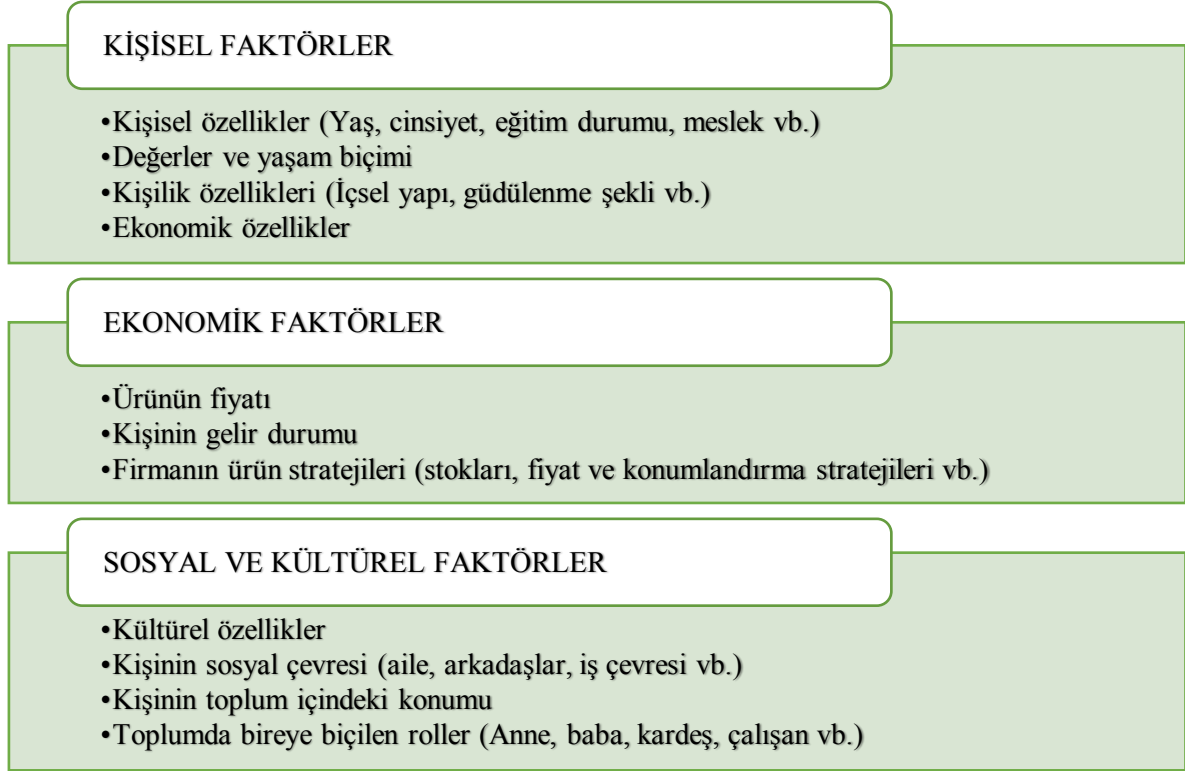 KİŞİSEL FAKTÖRLER
•Kişisel özellikler (Yaş, cinsiyet, eğitim durumu, meslek vb.)
•Değerler ve yaşam biçimi
•Kişilik özellikleri (İçsel yapı, güdülenme şekli vb.)
•Ekonomik özellikler
EKONOMİK FAKTÖRLER
•Ürünün fiyatı
•Kişinin gelir durumu
•Firmanın ürün stratejileri (stokları, fiyat ve konumlandırma stratejileri vb.)
SOSYAL VE KÜLTÜREL FAKTÖRLER
•Kültürel özellikler
•Kişinin sosyal çevresi (aile, arkadaşlar, iş çevresi vb.)
•Kişinin toplum içindeki konumu
•Toplumda bireye biçilen roller (Anne, baba, kardeş, çalışan vb.)